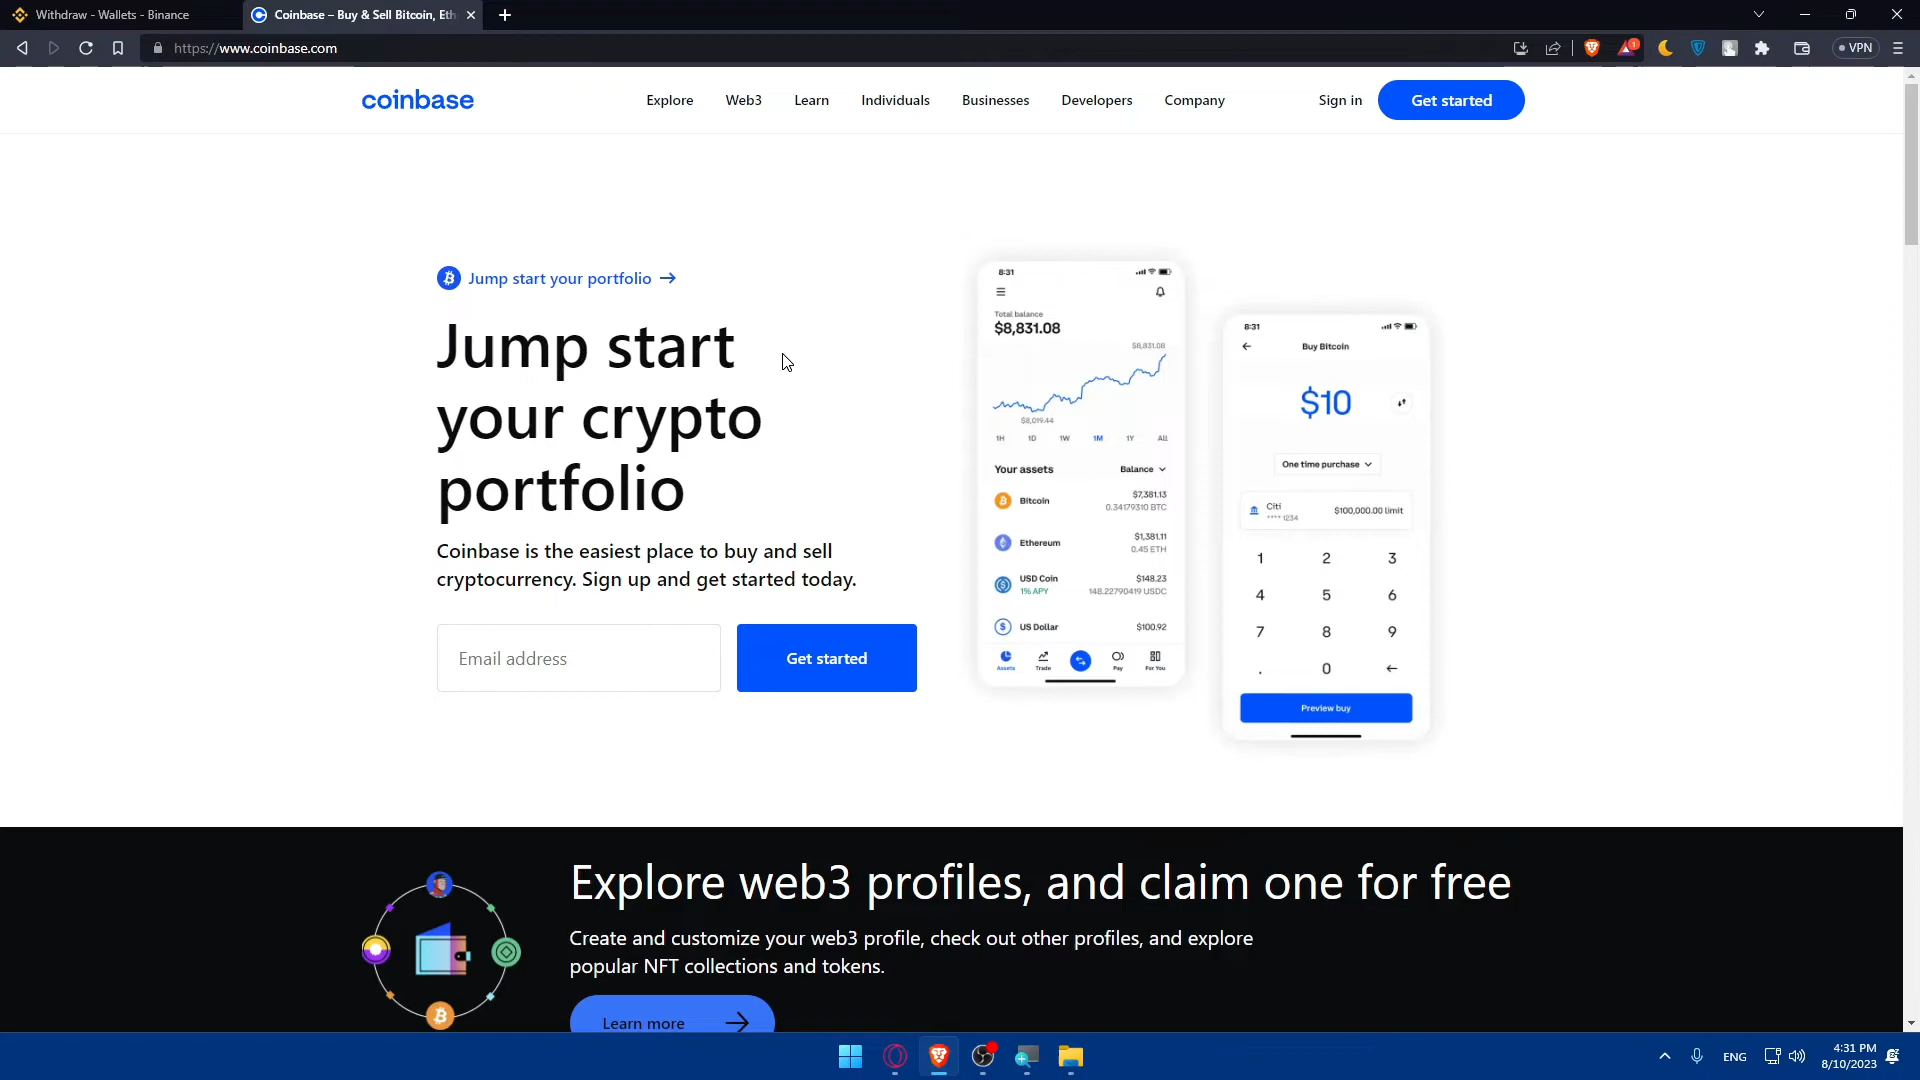 Withdraw - Wallets - Binance
Coinbase – Buy & Sell Bitcoin, Eth
https://www.coinbase.com
1
VPN
coinbase
Explore
Web3
Learn
Individuals
Businesses
Developers
Company
Sign in
Get started
Jump start your portfolio
Jump start
your crypto
portfolio
Coinbase is the easiest place to buy and sell
cryptocurrency. Sign up and get started today.
Email address
Get started
8:31
Total balance
$8,831.08
$8,831.08
$8,019.44
1H 1D 1W 1M 1Y All
Your assets
Balance
Bitcoin
$7,381.13
0.34179310 BTC
Ethereum
$1,381.11
0.45 ETH
USD Coin
$148.23
1% APY
148.22790419 USDC
US Dollar
$100.92
Assets
Trade
Pay
For You
8:31
Buy Bitcoin
$10
One time purchase
Citi
**** 1234
$100,000.00 limit
1 2 3
4 5 6
7 8 9
. 0
Preview buy
Explore web3 profiles, and claim one for free
Create and customize your web3 profile, check out other profiles, and explore
popular NFT collections and tokens.
Learn more
ENG
4:31 PM
8/10/2023